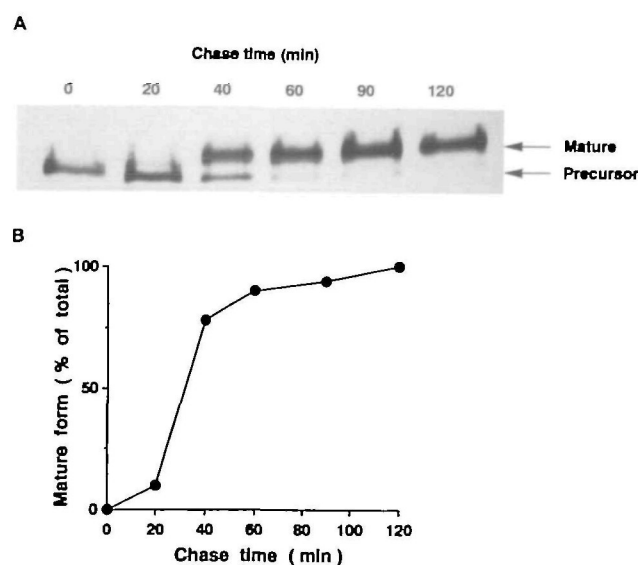 A
Chase time (min)
0 20 40 60 90 120
Mature
Precursor
B
Mature form ( % of total)
100
50
0
0 20 40 60 80 100 120
Chase time ( min)